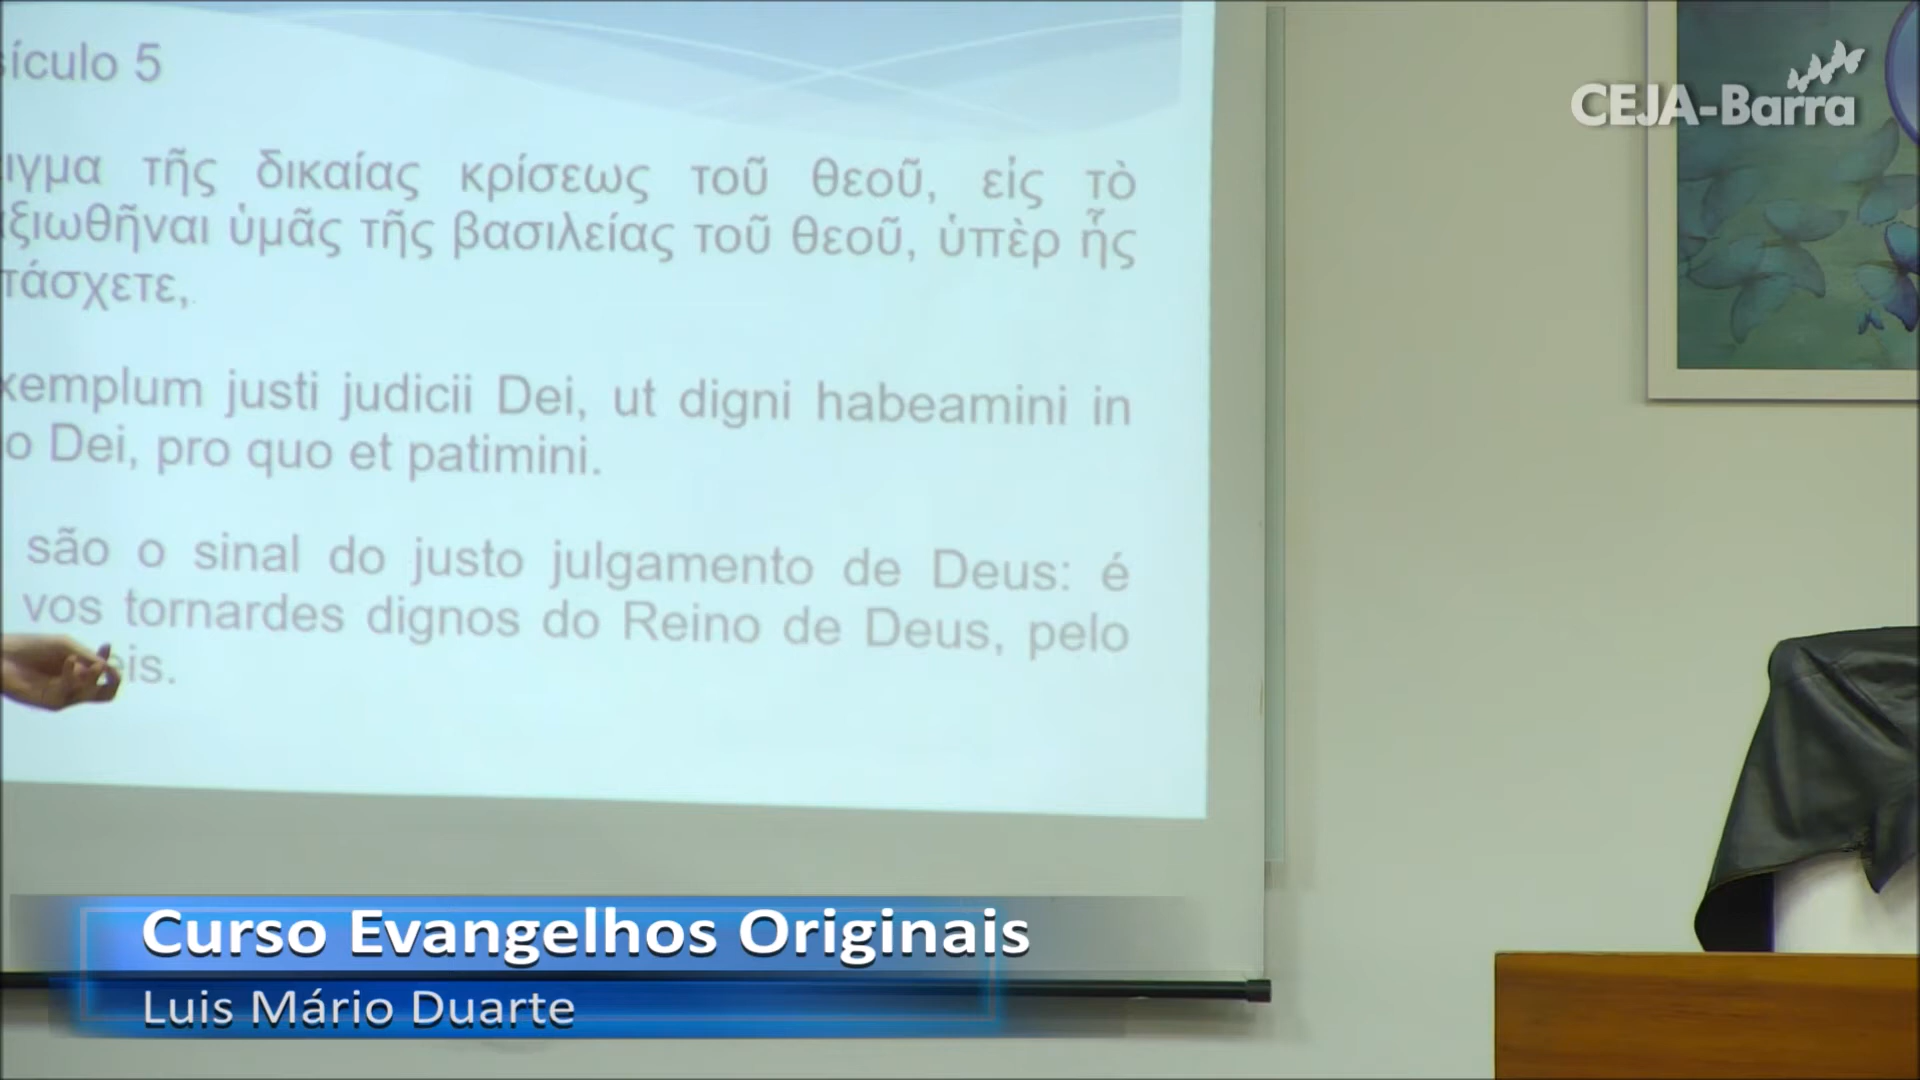 ículo 5
CEJA-Barra
ιγμα τῆς δικαίας κρίσεως τοῦ θεοῦ, εἰς τὸ
ξιωθῆναι ὑμᾶς τῆς βασιλείας τοῦ θεοῦ, ὑπὲρ ἧς
τάσχετε,
xemplum justi judicii Dei, ut digni habeamini in
o Dei, pro quo et patimini.
são o sinal do justo julgamento de Deus: é
vos tornardes dignos do Reino de Deus, pelo
eis.
Curso Evangelhos Originais
Luis Mário Duarte